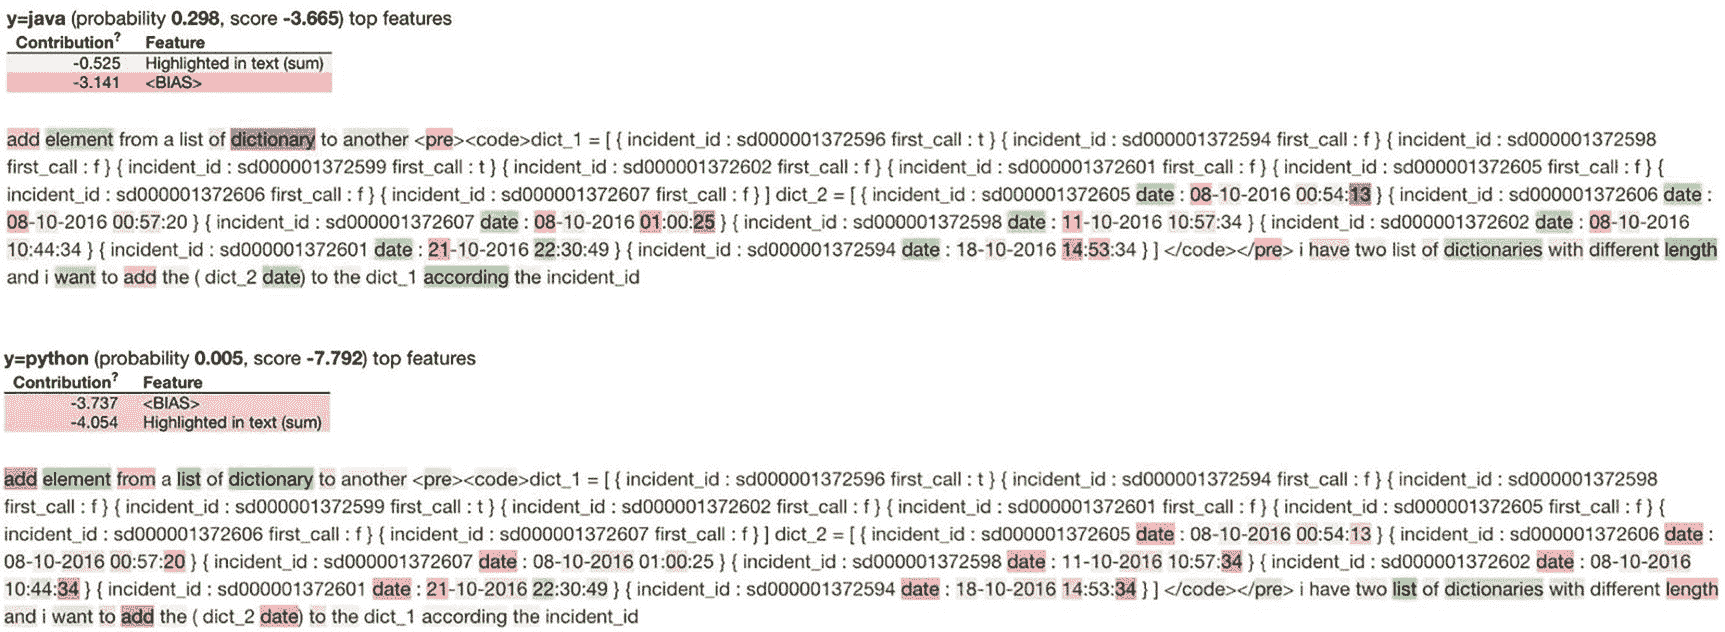 y=java (probability 0.298, score -3.665) top features
Contribution? Feature
-0.525 Highlighted in text (sum)
-3.141 <BIAS>
add element from a list of dictionary to another <pre><code>dict_1 = [ { incident_id : sd000001372596 first_call : t } { incident_id : sd000001372594 first_call : f } { incident_id : sd000001372598
first_call : f } { incident_id : sd000001372599 first_call : t } { incident_id : sd000001372602 first_call : f } { incident_id : sd000001372601 first_call : f } { incident_id : sd000001372605 first_call : f } {
incident_id : sd000001372606 first_call : f } { incident_id : sd000001372607 first_call : f } ] dict_2 = [ { incident_id : sd000001372605 date : 08-10-2016 00:54:13 } { incident_id : sd000001372606 date :
08-10-2016 00:57:20 } { incident_id : sd000001372607 date : 08-10-2016 01:00:25 } { incident_id : sd000001372598 date : 11-10-2016 10:57:34 } { incident_id : sd000001372602 date : 08-10-2016
10:44:34 } { incident_id : sd000001372601 date : 21-10-2016 22:30:49 } { incident_id : sd000001372594 date : 18-10-2016 14:53:34 } ] </code></pre> i have two list of dictionaries with different length
and i want to add the ( dict_2 date) to the dict_1 according the incident_id
y=python (probability 0.005, score -7.792) top features
Contribution? Feature
-3.737 <BIAS>
-4.054 Highlighted in text (sum)
add element from a list of dictionary to another <pre><code>dict_1 = [ { incident_id : sd000001372596 first_call : t } { incident_id : sd000001372594 first_call : f } { incident_id : sd000001372598
first_call : f } { incident_id : sd000001372599 first_call : t } { incident_id : sd000001372602 first_call : f } { incident_id : sd000001372601 first_call : f } { incident_id : sd000001372605 first_call : f } {
incident_id : sd000001372606 first_call : f } { incident_id : sd000001372607 first_call : f } ] dict_2 = [ { incident_id : sd000001372605 date : 08-10-2016 00:54:13 } { incident_id : sd000001372606 date :
08-10-2016 00:57:20 } { incident_id : sd000001372607 date : 08-10-2016 01:00:25 } { incident_id : sd000001372598 date : 11-10-2016 10:57:34 } { incident_id : sd000001372602 date : 08-10-2016
10:44:34 } { incident_id : sd000001372601 date : 21-10-2016 22:30:49 } { incident_id : sd000001372594 date : 18-10-2016 14:53:34 } ] </code></pre> i have two list of dictionaries with different length
and i want to add the ( dict_2 date) to the dict_1 according the incident_id